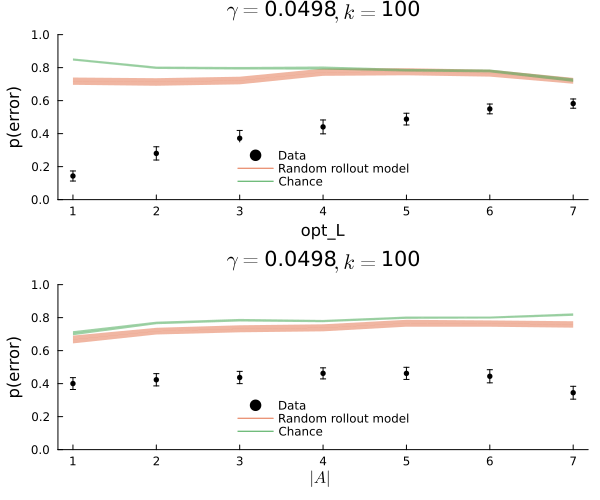 γ = 0.0498, k = 100
1.0
0.8
0.6
0.4
0.2
0.0
p(error)
Data
Random rollout model
Chance
1 2 3 4 5 6 7
opt_L
γ = 0.0498, k = 100
1.0
0.8
0.6
0.4
0.2
0.0
p(error)
Data
Random rollout model
Chance
1 2 3 4 5 6 7
|A|